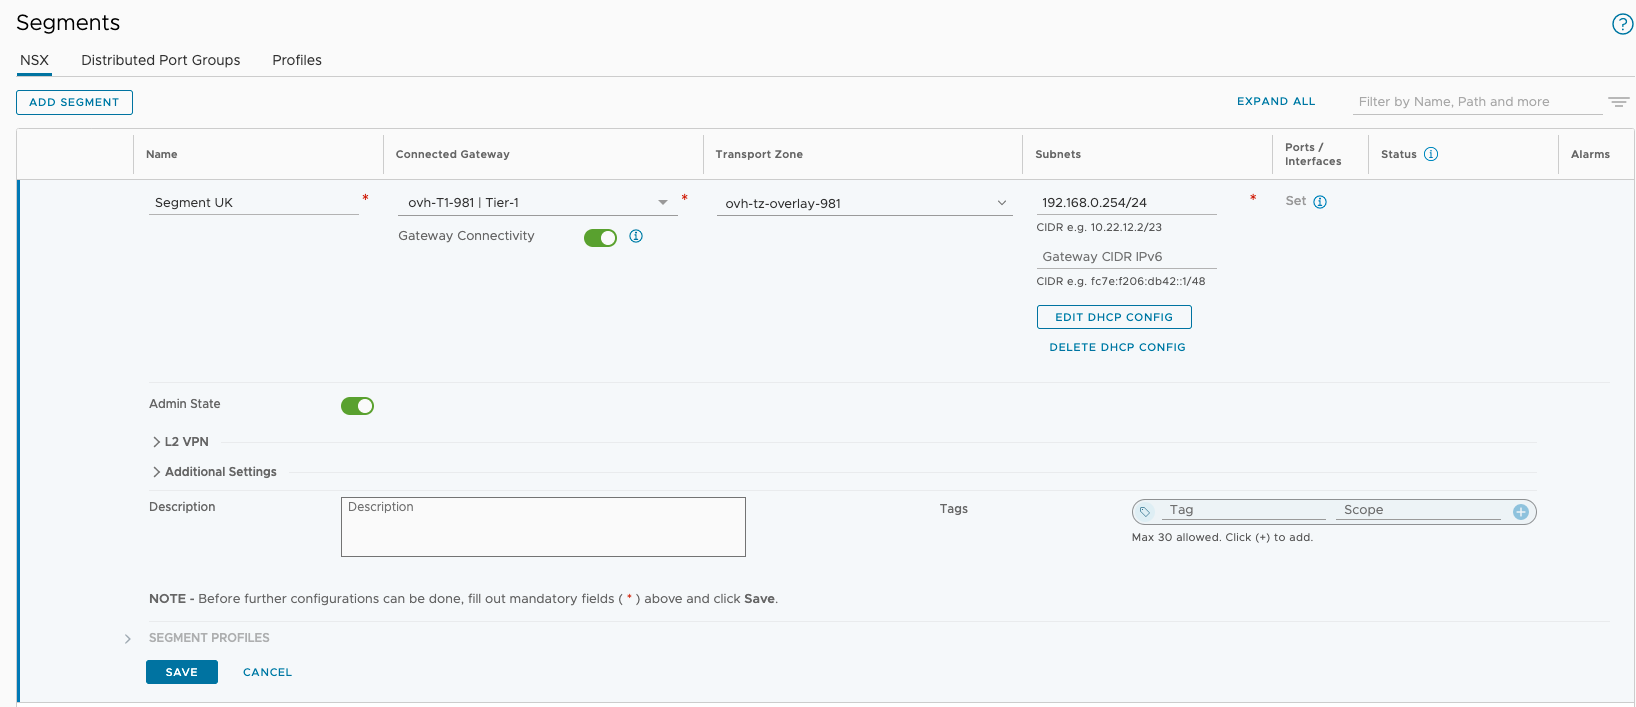 Segments
NSX Distributed Port Groups Profiles
ADD SEGMENT
EXPAND ALL
Filter by Name, Path and more
Name Connected Gateway Transport Zone Subnets Ports / Interfaces Status Alarms
Segment UK * ovh-T1-981 | Tier-1 * ovh-tz-overlay-981 192.168.0.254/24 * Set
Gateway Connectivity
CIDR e.g. 10.22.12.2/23
Gateway CIDR IPv6
CIDR e.g. fc7e:f206:db42::1/48
EDIT DHCP CONFIG
DELETE DHCP CONFIG
Admin State
L2 VPN
Additional Settings
Description Description Tags Tag Scope
Max 30 allowed. Click (+) to add.
NOTE - Before further configurations can be done, fill out mandatory fields ( * ) above and click Save.
SEGMENT PROFILES
SAVE CANCEL